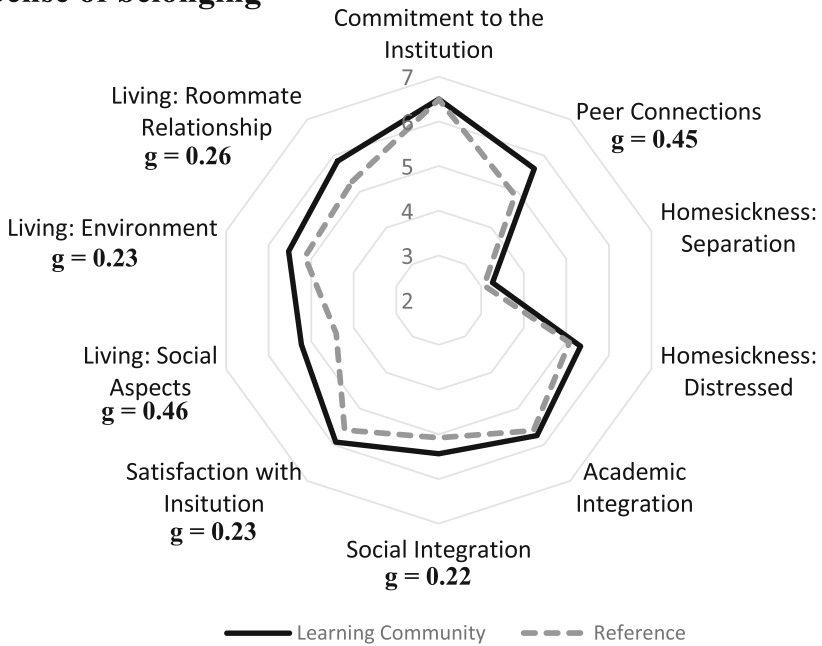 of belonging
Commitment to the
Institution
7
6
5
4
3
2
Peer Connections
g = 0.45
Homesickness:
Separation
Homesickness:
Distressed
Academic
Integration
Social Integration
g = 0.22
Satisfaction with
Insitution
g = 0.23
Living: Social
Aspects
g = 0.46
Living: Environment
g = 0.23
Living: Roommate
Relationship
g = 0.26
Learning Community
Reference